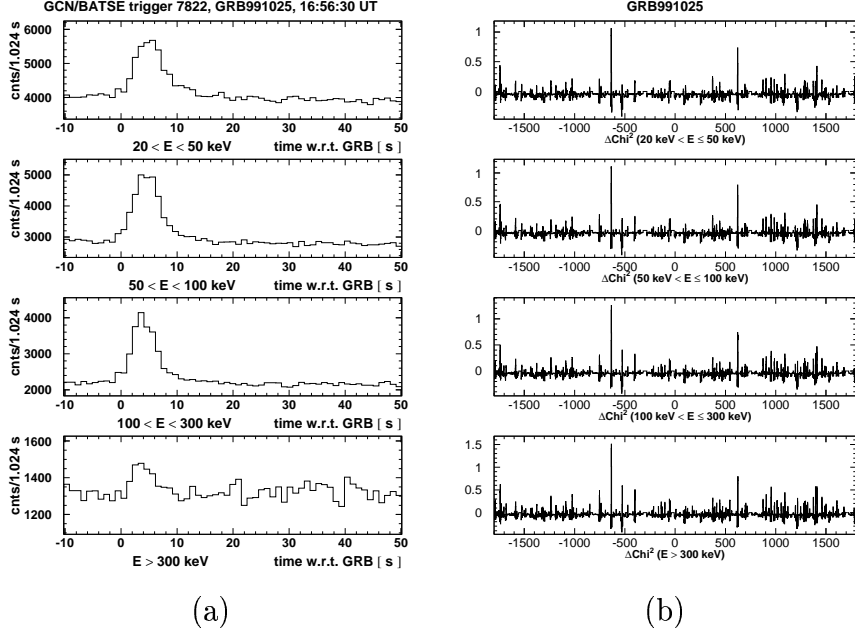 GCN/BATSE trigger 7822, GRB991025, 16:56:30 UT
cnts/1.024 s
6000
5000
4000
-10 0 10 20 30 40 50
20 < E < 50 keV time w.r.t. GRB [ s ]
cnts/1.024 s
5000
4000
3000
-10 0 10 20 30 40 50
50 < E < 100 keV time w.r.t. GRB [ s ]
cnts/1.024 s
4000
3000
2000
-10 0 10 20 30 40 50
100 < E < 300 keV time w.r.t. GRB [ s ]
cnts/1.024 s
1600
1400
1200
-10 0 10 20 30 40 50
E > 300 keV time w.r.t. GRB [ s ]
(a)
GRB991025
1
0.5
0
-1500 -1000 -500 0 500 1000 1500
ΔChi² (20 keV < E ≤ 50 keV)
1
0.5
0
-1500 -1000 -500 0 500 1000 1500
ΔChi² (50 keV < E ≤ 100 keV)
1
0.5
0
-1500 -1000 -500 0 500 1000 1500
ΔChi² (100 keV < E ≤ 300 keV)
1.5
1
0.5
0
-1500 -1000 -500 0 500 1000 1500
ΔChi² (E > 300 keV)
(b)